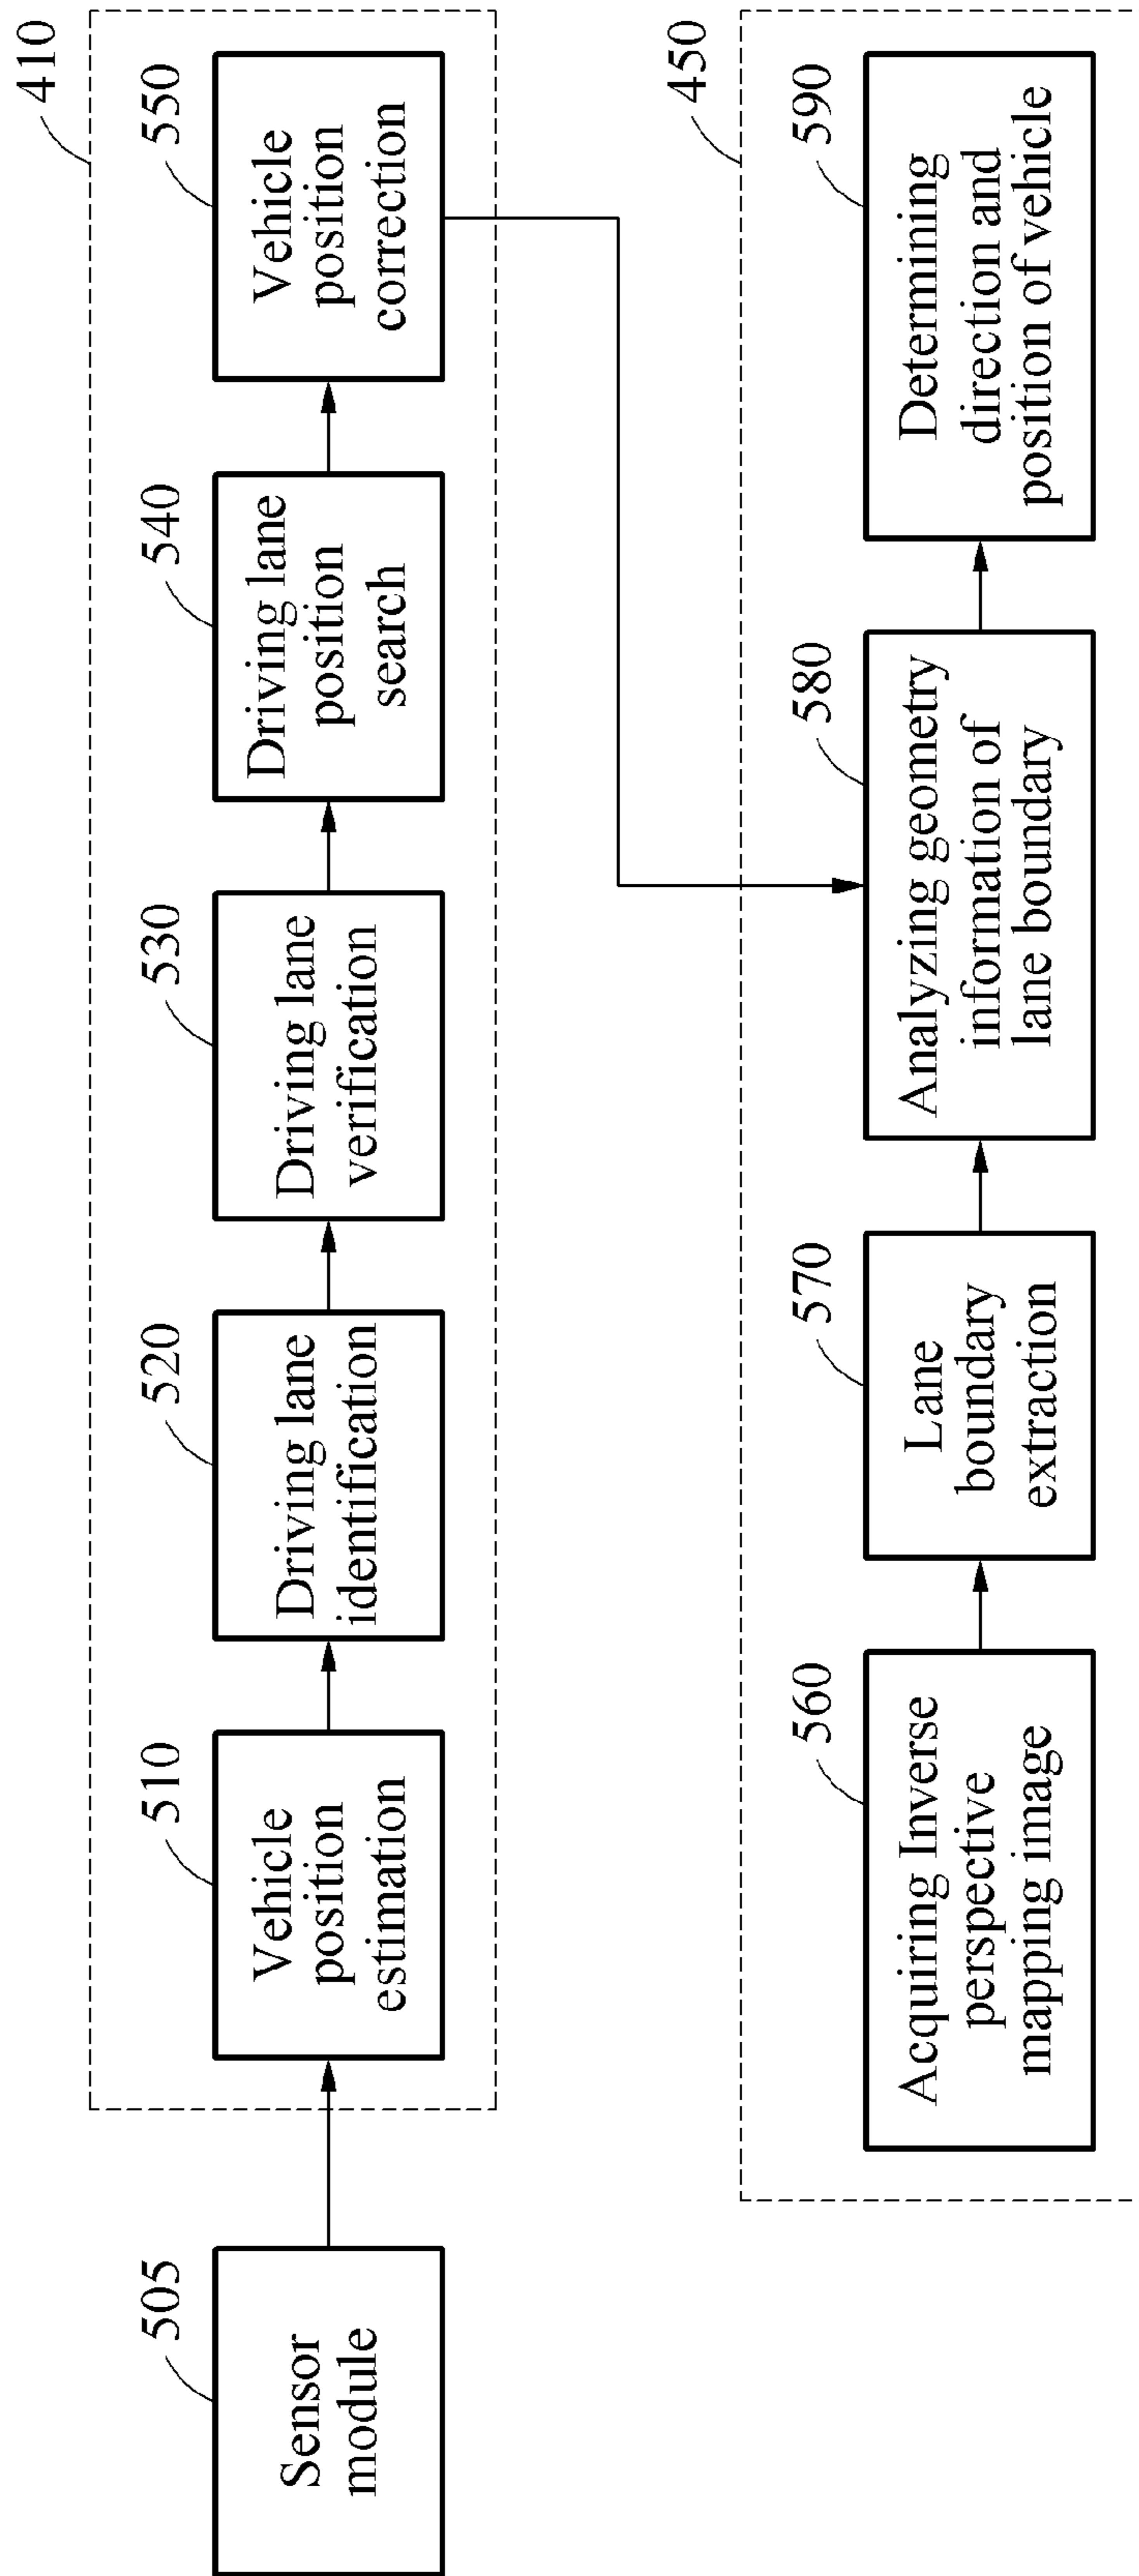 410
505
Sensor
module
510
Vehicle
position
estimation
520
Driving lane
identification
530
Driving lane
verification
540
Driving lane
position
search
550
Vehicle
position
correction
450
560
Acquiring Inverse
perspective
mapping image
570
Lane
boundary
extraction
580
Analyzing geometry
information of
lane boundary
590
Determining
direction and
position of vehicle